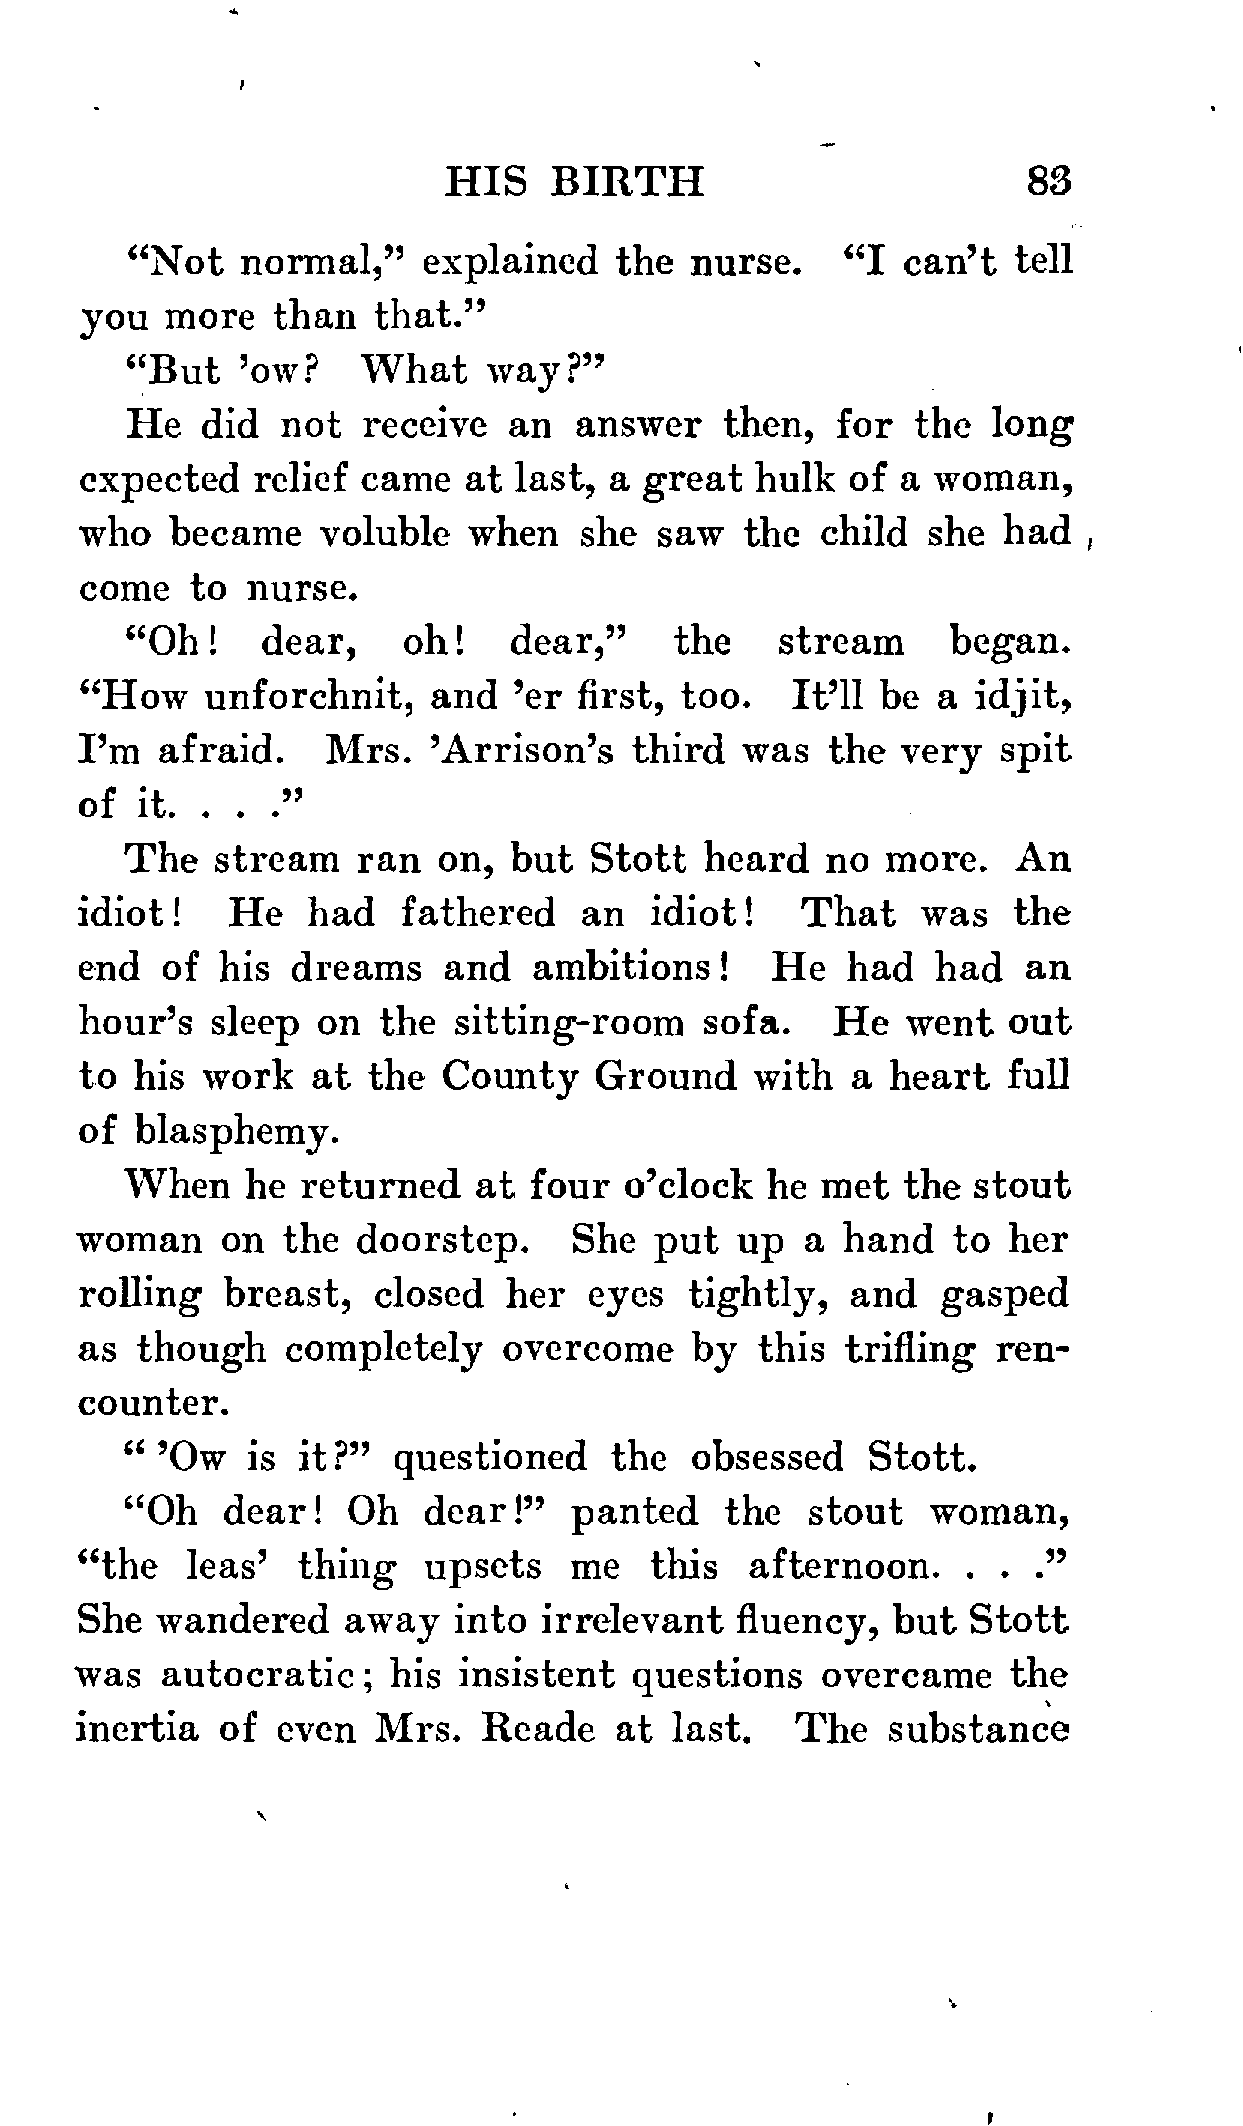 HIS BIRTH 83
“Not normal,” explained the nurse. “I can’t tell
you more than that.”
“But ’ow? What way?”
He did not receive an answer then, for the long
expected relief came at last, a great hulk of a woman,
who became voluble when she saw the child she had
come to nurse.
“Oh! dear, oh! dear,” the stream began.
“How unforchnit, and ’er first, too. It’ll be a idjit,
I’m afraid. Mrs. ’Arrison’s third was the very spit
of it. . . .”
The stream ran on, but Stott heard no more. An
idiot! He had fathered an idiot! That was the
end of his dreams and ambitions! He had had an
hour’s sleep on the sitting-room sofa. He went out
to his work at the County Ground with a heart full
of blasphemy.
When he returned at four o’clock he met the stout
woman on the doorstep. She put up a hand to her
rolling breast, closed her eyes tightly, and gasped
as though completely overcome by this trifling ren-
counter.
“ ’Ow is it?” questioned the obsessed Stott.
“Oh dear! Oh dear!” panted the stout woman,
“the leas’ thing upsets me this afternoon. . . .”
She wandered away into irrelevant fluency, but Stott
was autocratic; his insistent questions overcame the
inertia of even Mrs. Reade at last. The substance